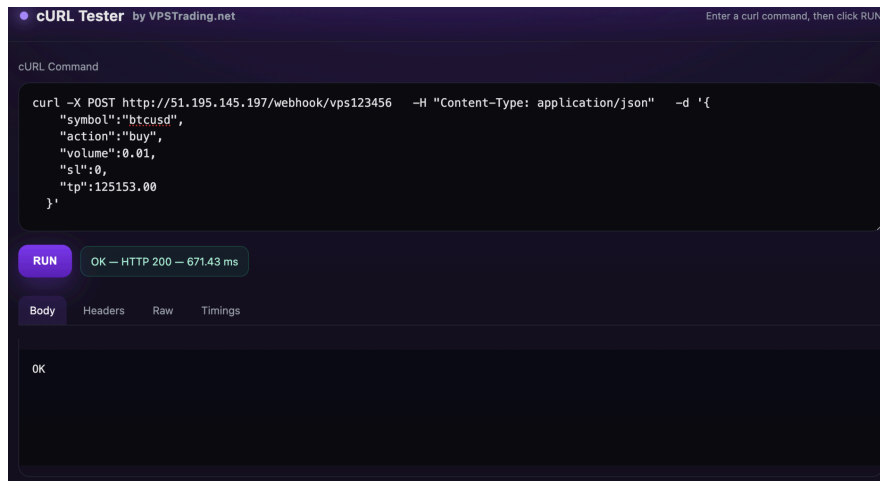 cURL Tester by VPSTrading.net
Enter a curl command, then click RUN
cURL Command
curl -X POST http://51.195.145.197/webhook/vps123456   -H "Content-Type: application/json"   -d '{
    "symbol":"btcusd",
    "action":"buy",
    "volume":0.01,
    "sl":0,
    "tp":125153.00
  }'
RUN
OK — HTTP 200 — 671.43 ms
Body Headers Raw Timings
OK